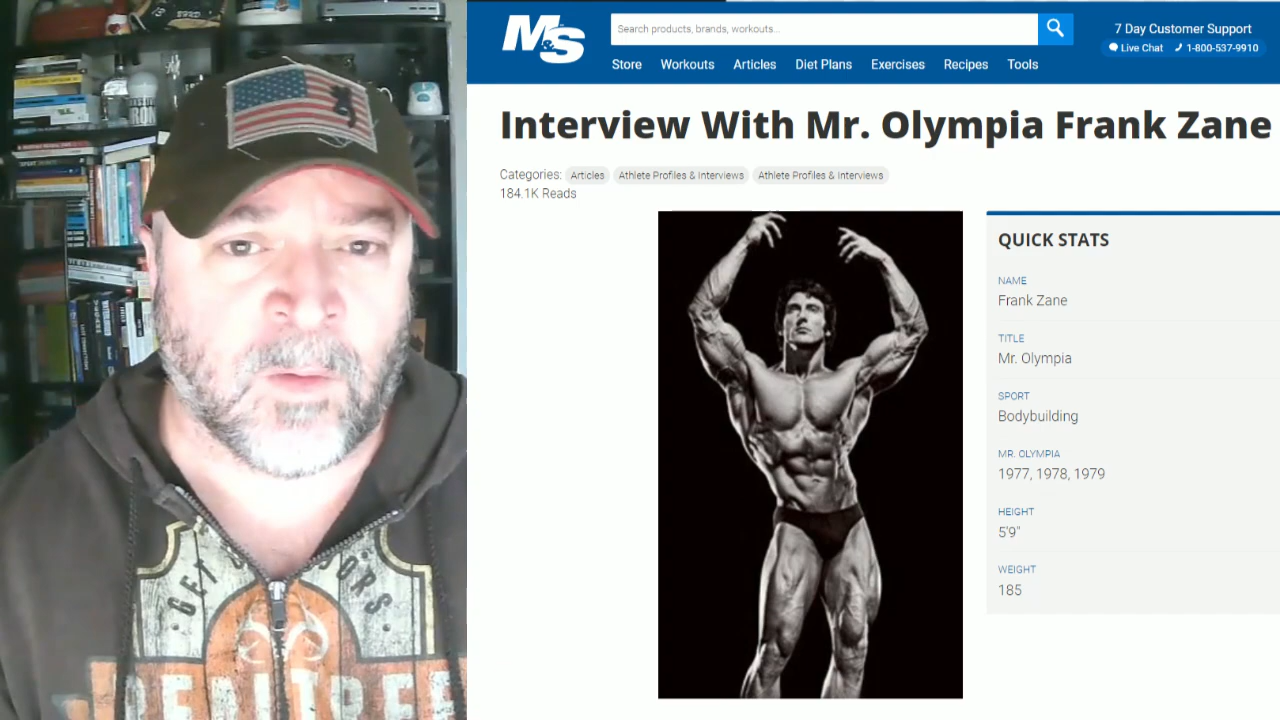 M&S
Search products, brands, workouts...
7 Day Customer Support
Live Chat 1-800-537-9910
Store Workouts Articles Diet Plans Exercises Recipes Tools
Interview With Mr. Olympia Frank Zane
Categories: Articles Athlete Profiles & Interviews Athlete Profiles & Interviews
184.1K Reads
QUICK STATS
NAME
Frank Zane
TITLE
Mr. Olympia
SPORT
Bodybuilding
MR. OLYMPIA
1977, 1978, 1979
HEIGHT
5'9"
WEIGHT
185
REALTREE